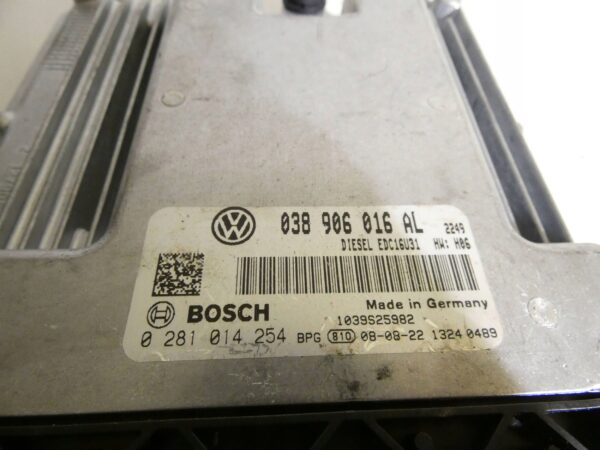 038 906 016 AL 2249
DIESEL EDC16U31 HW: H06
BOSCH Made in Germany
1039S25982
0 281 014 254 BPG 810 08-08-22 1324 0489